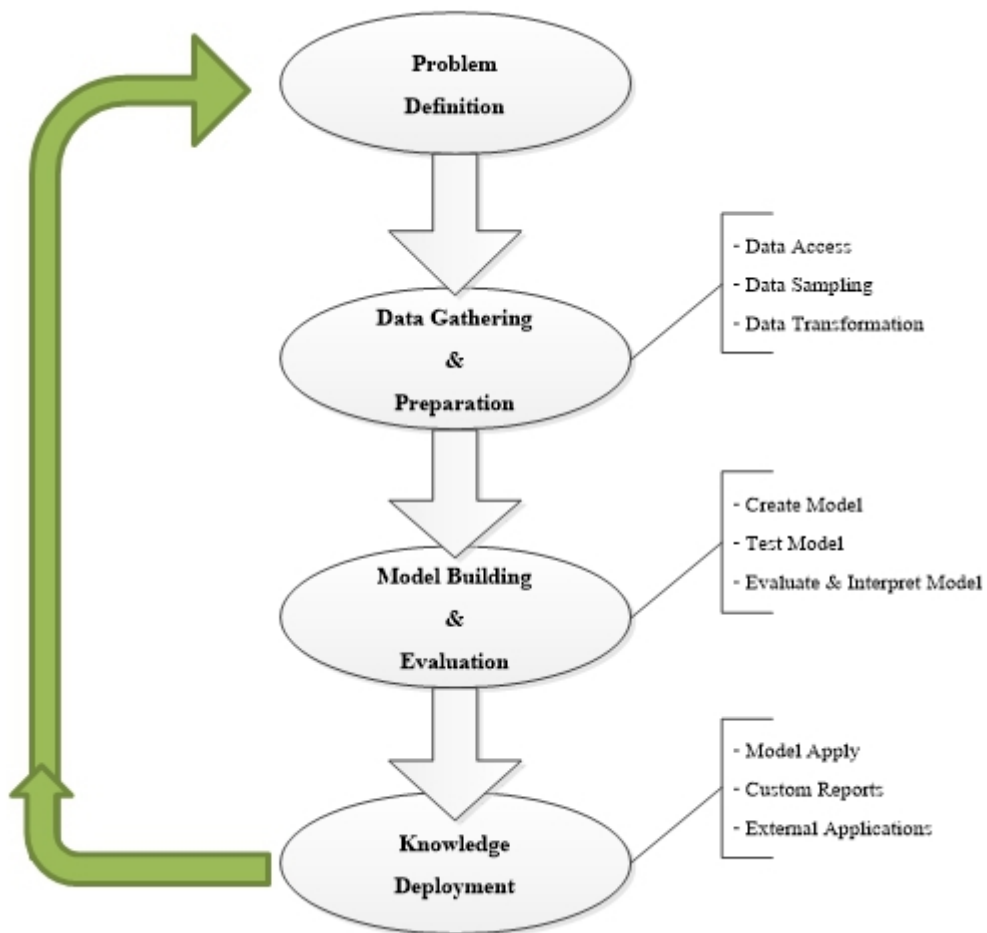 Problem
Definition
Data Gathering
&
Preparation
- Data Access
- Data Sampling
- Data Transformation
Model Building
&
Evaluation
- Create Model
- Test Model
- Evaluate & Interpret Model
Knowledge
Deployment
- Model Apply
- Custom Reports
- External Applications